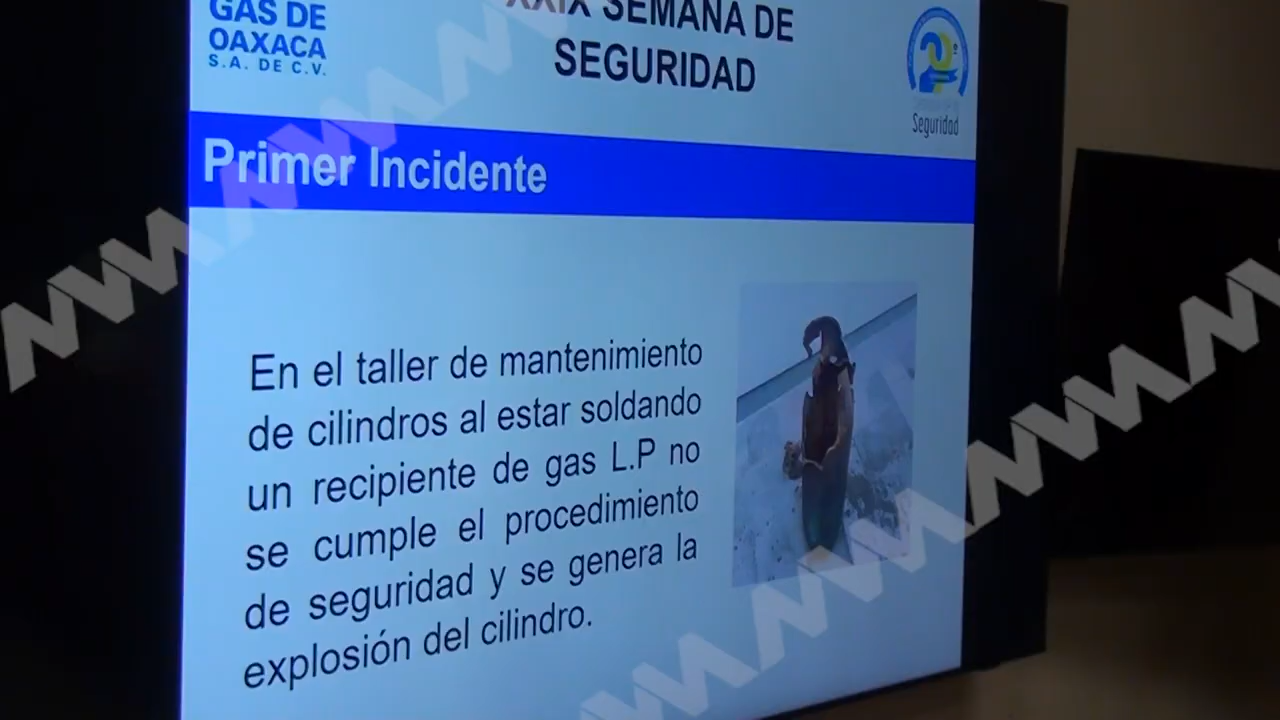 GAS DE
OAXACA
S.A. DE C.V.
XXIX SEMANA DE
SEGURIDAD
Seguridad
Primer Incidente
En el taller de mantenimiento
de cilindros al estar soldando
un recipiente de gas L.P no
se cumple el procedimiento
de seguridad y se genera la
explosión del cilindro.